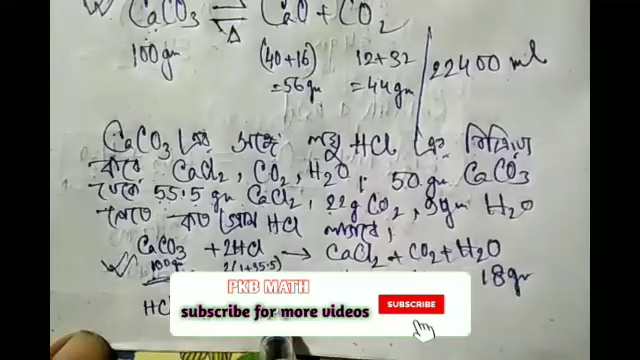 CaCO3 ⇌ CaO + CO2
Δ
100gm (40+16) 12+32 22400 ml
=56gm =44gm
CaCO3 এর সঙ্গে লঘু HCl এর বিক্রিয়া
করে CaCl2, CO2, H2O । 50 gm CaCO3
থেকে 55.5 gm CaCl2, 22g CO2, 9gm H2O
পেতে কত গ্রাম HCl লাগবে,
CaCO3 + 2HCl → CaCl2 + CO2 + H2O
100g 2(1+35.5) 18gm
HCl
PKB MATH
subscribe for more videos
SUBSCRIBE